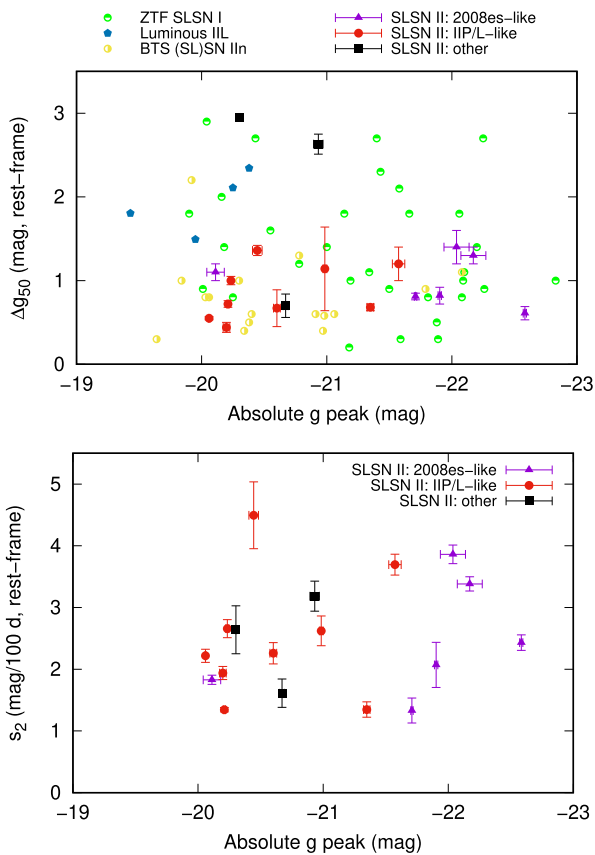 ZTF SLSN I
Luminous IIL
BTS (SL)SN IIn
SLSN II: 2008es-like
SLSN II: IIP/L-like
SLSN II: other
3
2
1
0
Δg50 (mag, rest-frame)
-19
-20
-21
-22
-23
Absolute g peak (mag)
SLSN II: 2008es-like
SLSN II: IIP/L-like
SLSN II: other
5
4
3
2
1
0
s2 (mag/100 d, rest-frame)
-19
-20
-21
-22
-23
Absolute g peak (mag)